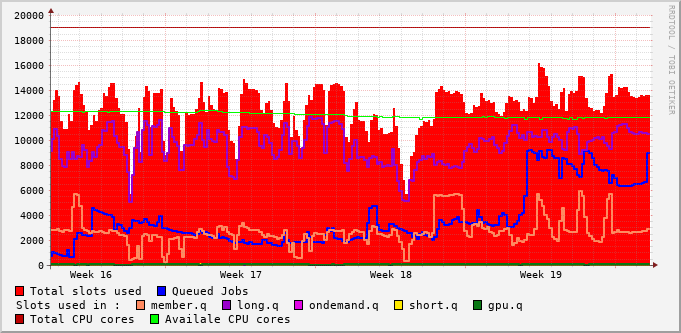 20000
18000
16000
14000
12000
10000
8000
6000
4000
2000
0
Week 16 Week 17 Week 18 Week 19
RRDTOOL / TOBI OETIKER
Total slots used Queued Jobs
Slots used in : member.q long.q ondemand.q short.q gpu.q
Total CPU cores Availale CPU cores